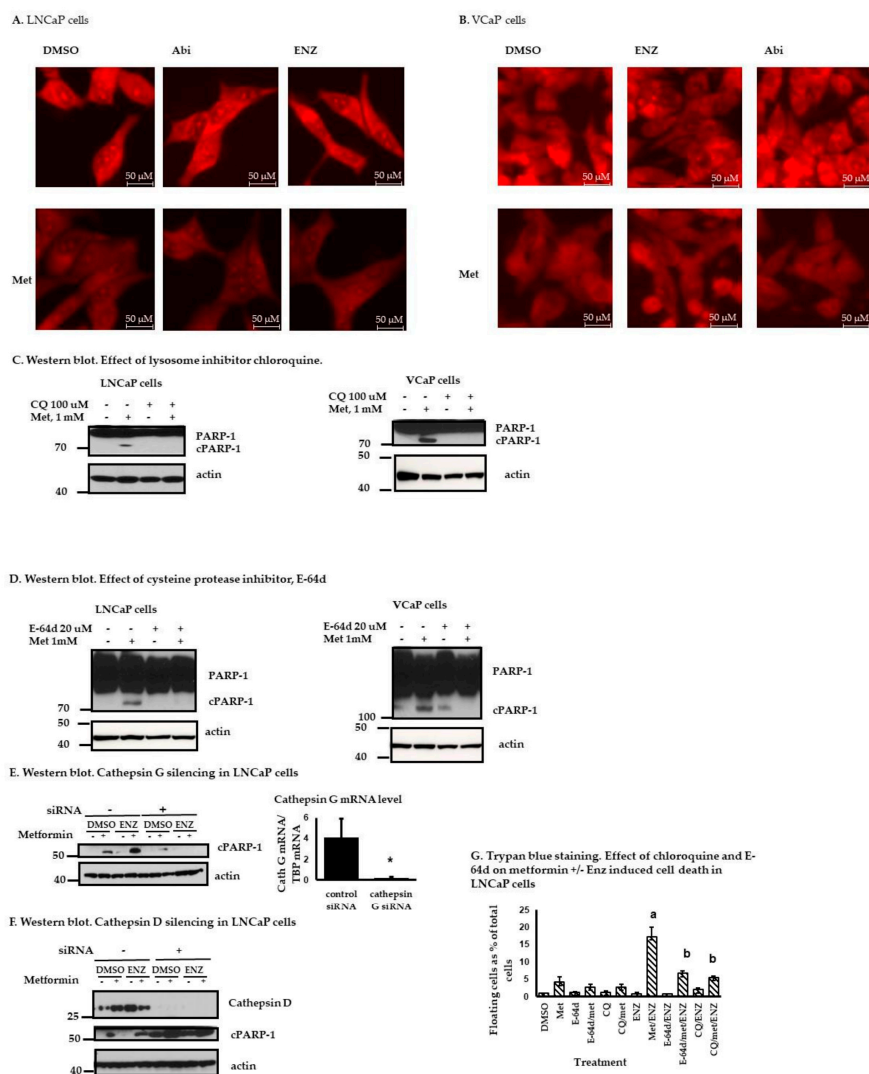 A. LNCaP cells
DMSO Abi ENZ
50 µM 50 µM 50 µM
Met
50 µM 50 µM 50 µM
B. VCaP cells
DMSO ENZ Abi
50 µM 50 µM 50 µM
Met
50 µM 50 µM 50 µM
C. Western blot. Effect of lysosome inhibitor chloroquine.
LNCaP cells
CQ 100 uM - - + +
Met, 1 mM - + - +
PARP-1
70 cPARP-1
actin
40
VCaP cells
CQ 100 uM - - + +
Met, 1 mM - + - +
PARP-1
70 cPARP-1
50
actin
40
D. Western blot. Effect of cysteine protease inhibitor, E-64d
LNCaP cells
E-64d 20 uM - - + +
Met 1mM - + - +
PARP-1
cPARP-1
70
50
actin
40
VCaP cells
E-64d 20 uM - - + +
Met 1mM - + - +
PARP-1
cPARP-1
100
50
actin
40
E. Western blot. Cathepsin G silencing in LNCaP cells
siRNA - +
DMSO ENZ DMSO ENZ
Metformin - + - + - + - +
cPARP-1
50
actin
40
Cathepsin G mRNA level
Cath G mRNA/
TBP mRNA
6
4
2
0
*
control siRNA
cathepsin G siRNA
F. Western blot. Cathepsin D silencing in LNCaP cells
siRNA - +
DMSO ENZ DMSO ENZ
Metformin - + - + - + - +
Cathepsin D
25
cPARP-1
50
actin
40
G. Trypan blue staining. Effect of chloroquine and E-
64d on metformin +/- Enz induced cell death in
LNCaP cells
Floating cells as % of total
cells
25
20
15
10
5
0
a
b
b
DMSO
Met
E-64d
E-64d/met
CQ
CQ/met
ENZ
Met/ENZ
E-64d/ENZ
E-64d/met/ENZ
CQ/ENZ
CQ/met/ENZ
Treatment